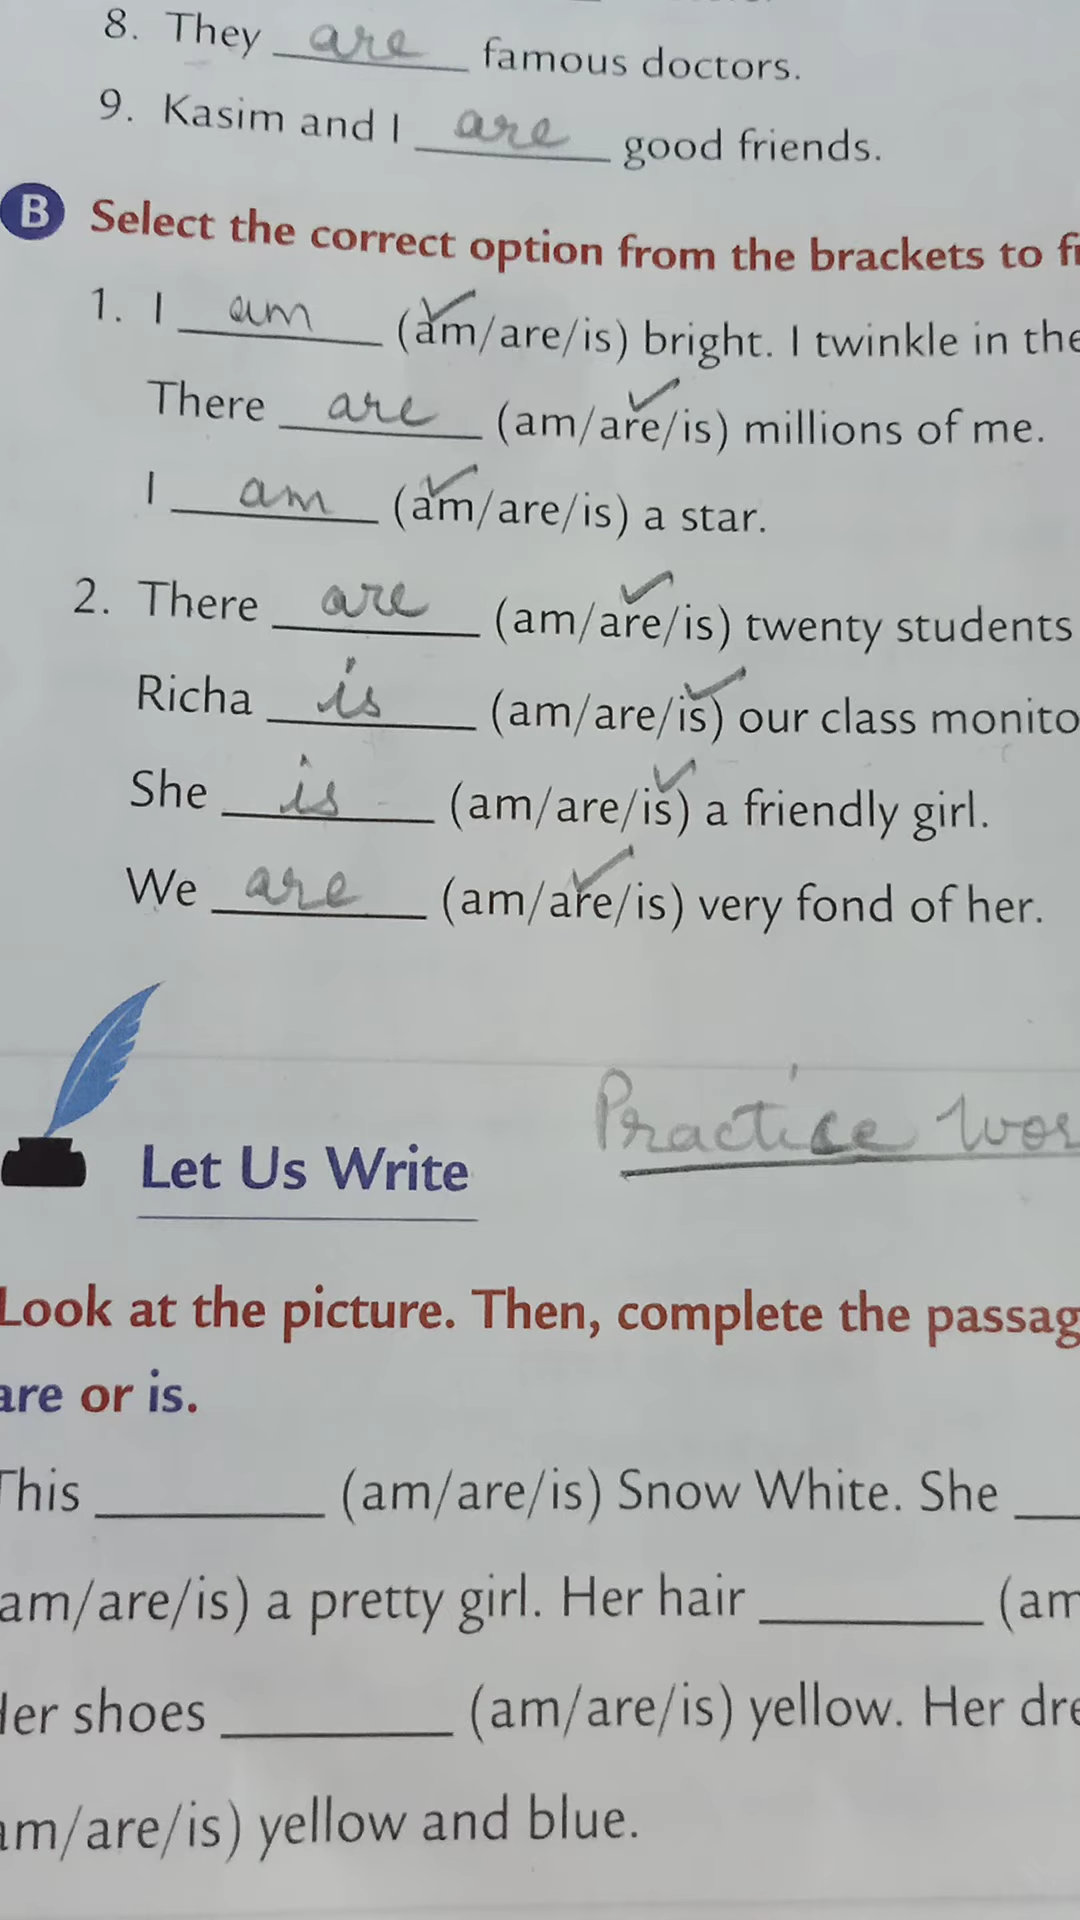 8. They are famous doctors.
9. Kasim and I are good friends.
B Select the correct option from the brackets to
1. I am (am/are/is) bright. I twinkle in the
There are (am/are/is) millions of me.
I am (am/are/is) a star.
2. There are (am/are/is) twenty students
Richa is (am/are/is) our class
She is (am/are/is) a friendly girl.
We are (am/are/is) very fond of her.
Practice
Let Us Write
Look at the picture. Then, complete the
are or is.
This (am/are/is) Snow White. She
am/are/is) a pretty girl. Her hair (am
Her shoes (am/are/is) yellow. Her
am/are/is) yellow and blue.